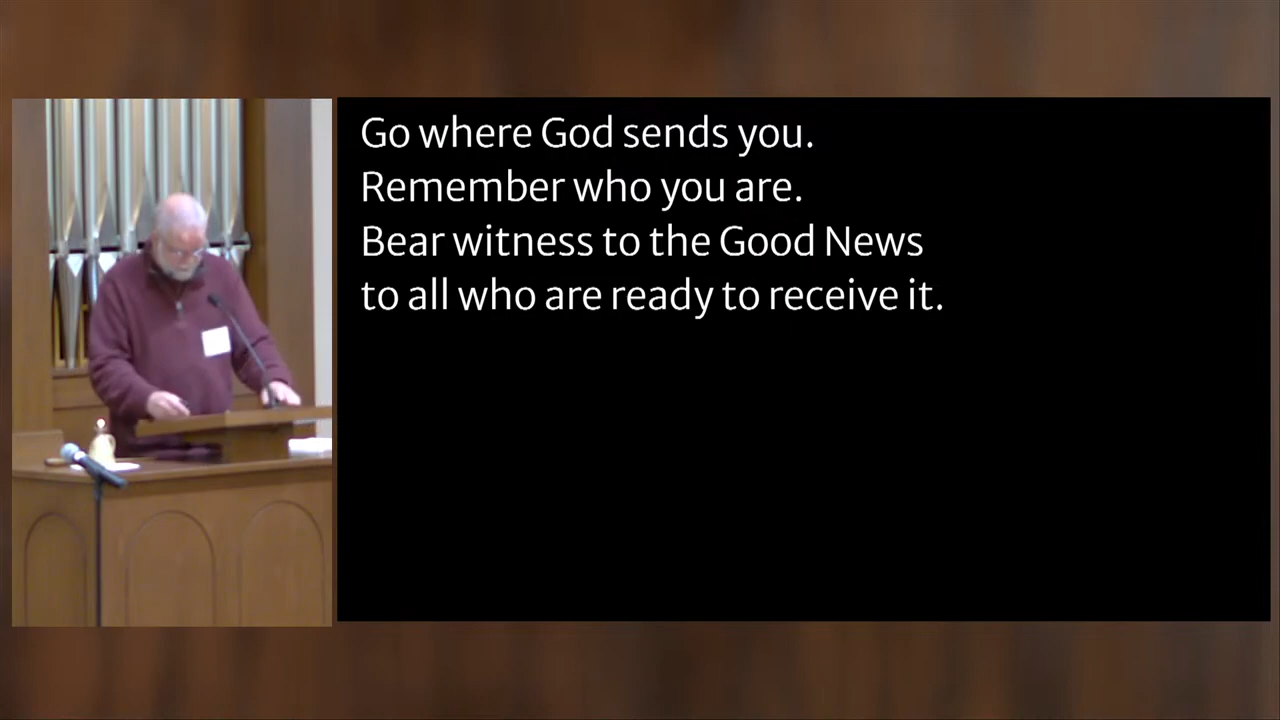 Go where God sends you.
Remember who you are.
Bear witness to the Good News
to all who are ready to receive it.